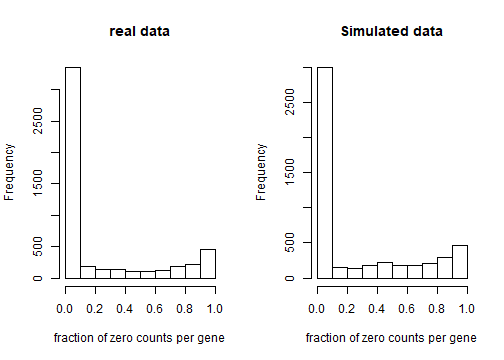 real data
Simulated data
Frequency
0
500
1500
2500
0.0 0.2 0.4 0.6 0.8 1.0
fraction of zero counts per gene
Frequency
0
500
1500
2500
0.0 0.2 0.4 0.6 0.8 1.0
fraction of zero counts per gene